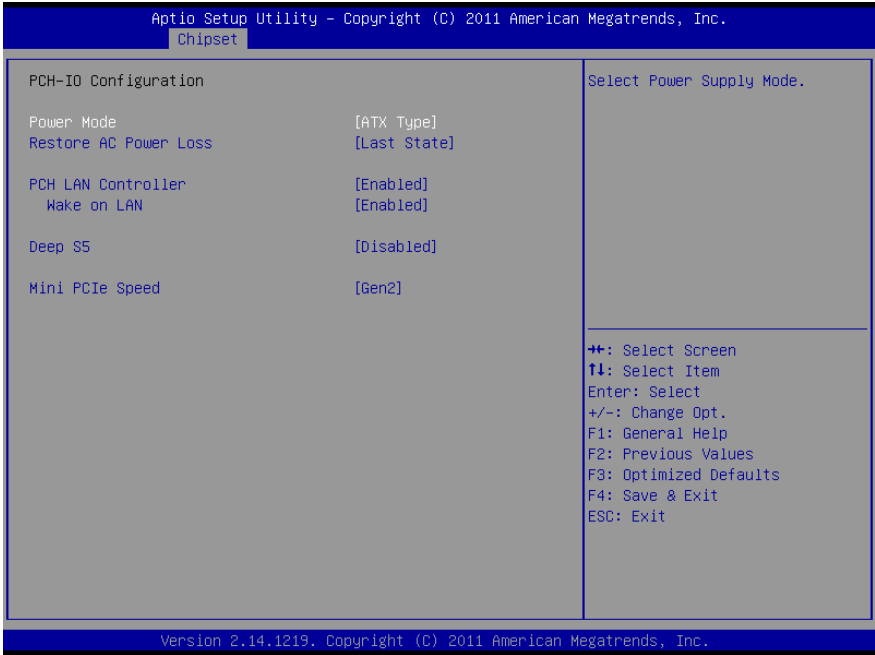 Aptio Setup Utility – Copyright (C) 2011 American Megatrends, Inc.
Chipset
PCH-IO Configuration
Power Mode [ATX Type]
Restore AC Power Loss [Last State]
PCH LAN Controller [Enabled]
Wake on LAN [Enabled]
Deep S5 [Disabled]
Mini PCIe Speed [Gen2]
Select Power Supply Mode.
→←: Select Screen
↑↓: Select Item
Enter: Select
+/-: Change Opt.
F1: General Help
F2: Previous Values
F3: Optimized Defaults
F4: Save & Exit
ESC: Exit
Version 2.14.1219. Copyright (C) 2011 American Megatrends, Inc.